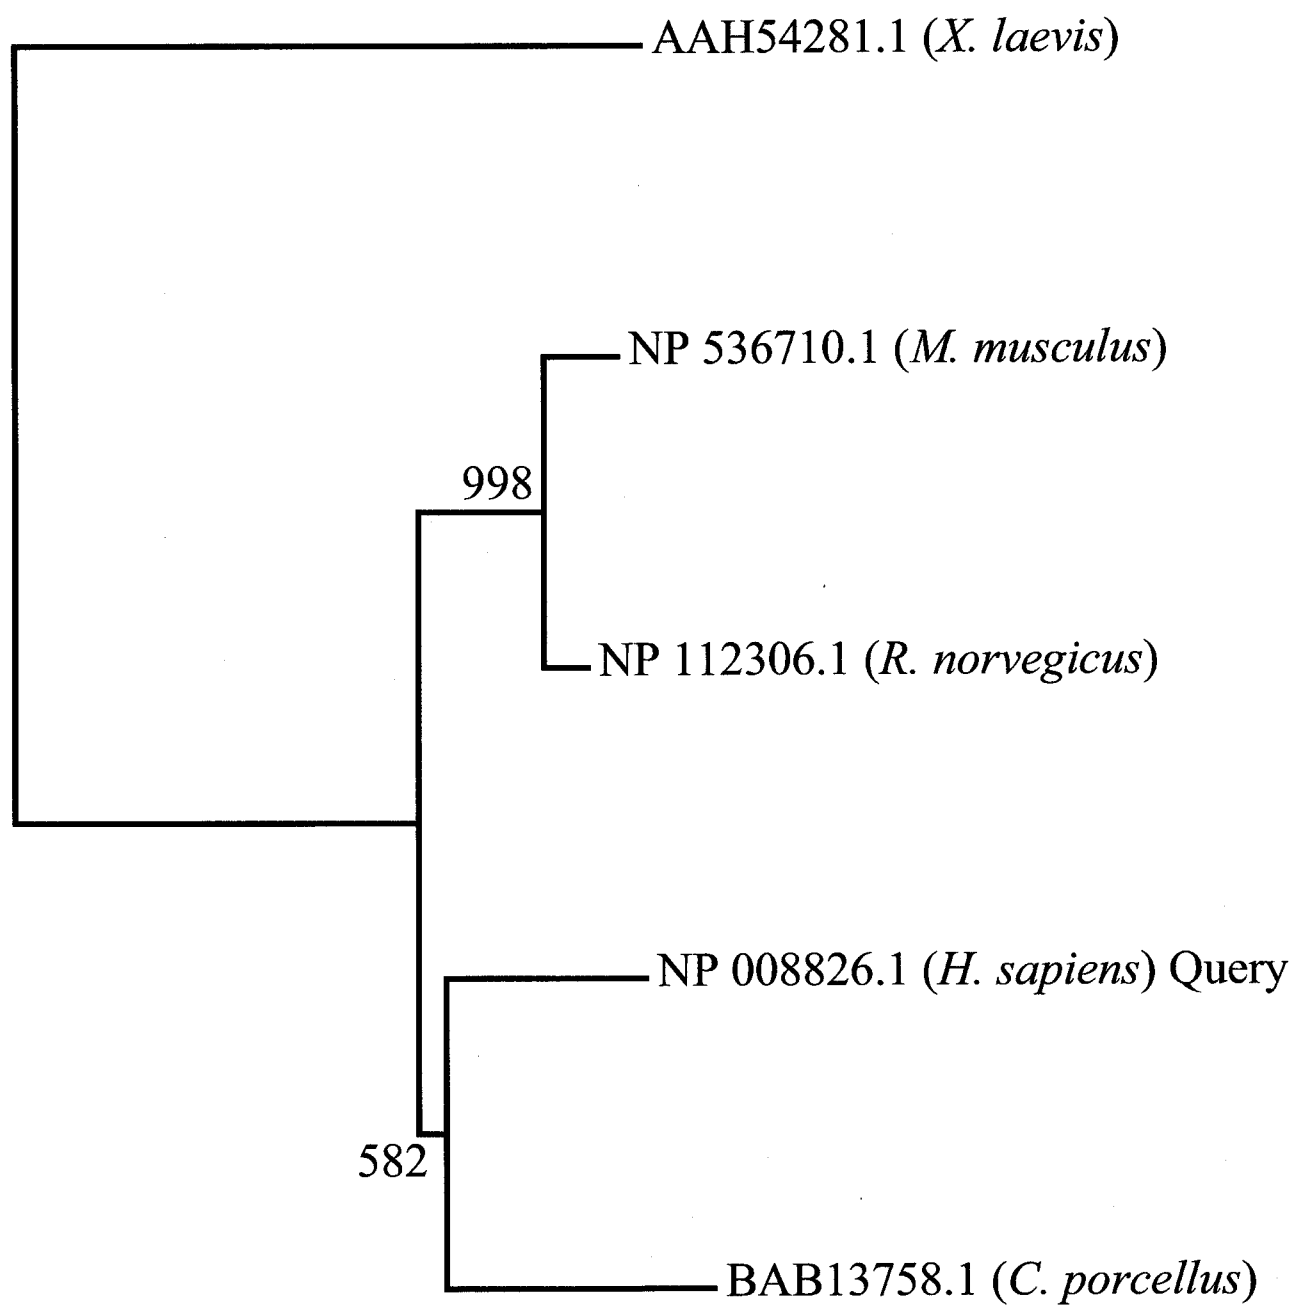 AAH54281.1 (X. laevis)
NP 536710.1 (M. musculus)
998
NP 112306.1 (R. norvegicus)
NP 008826.1 (H. sapiens) Query
582
BAB13758.1 (C. porcellus)